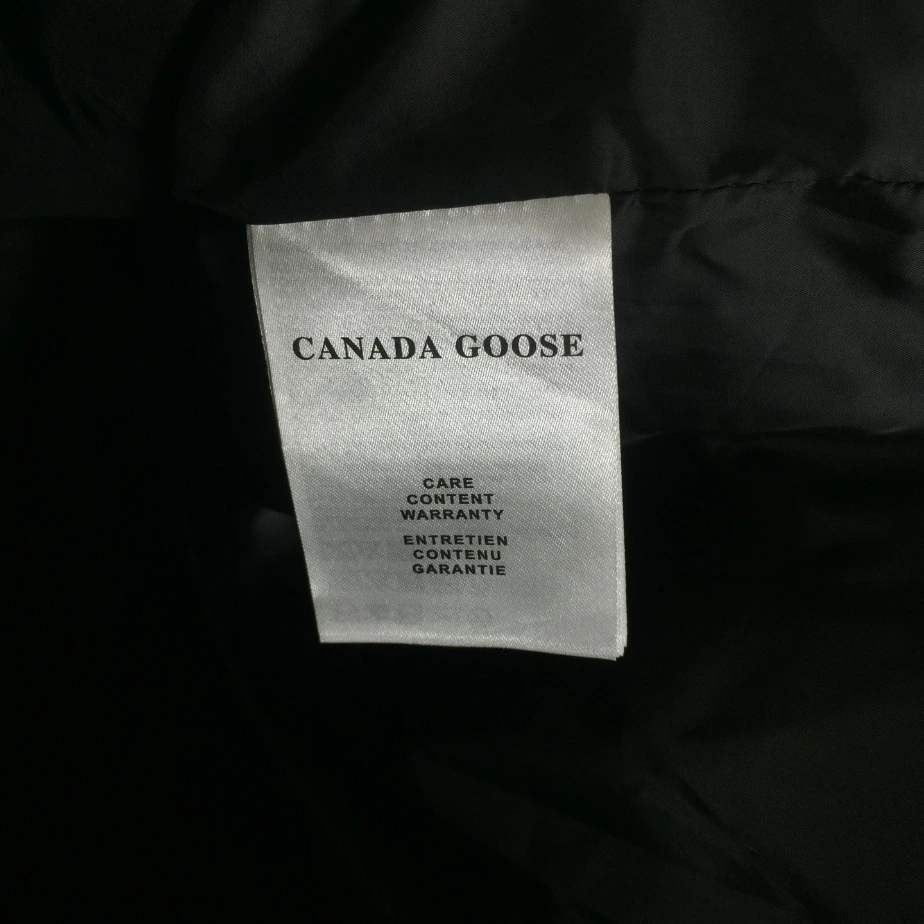 CANADA GOOSE
CARE
CONTENT
WARRANTY
ENTRETIEN
CONTENU
GARANTIE